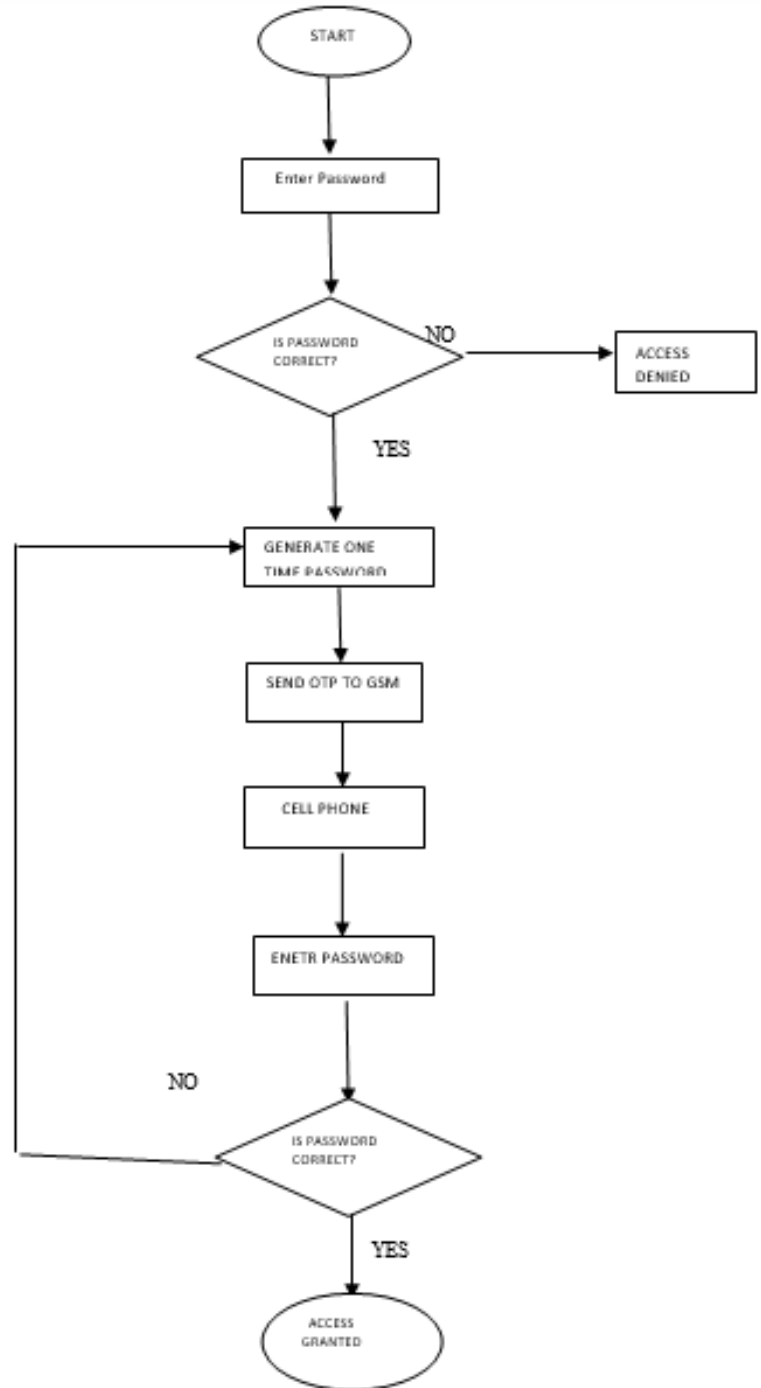 START
Enter Password
IS PASSWORD
CORRECT?
NO
ACCESS
DENIED
YES
GENERATE ONE
TIME PASSWORD
SEND OTP TO GSM
CELL PHONE
ENETR PASSWORD
NO
IS PASSWORD
CORRECT?
YES
ACCESS
GRANTED